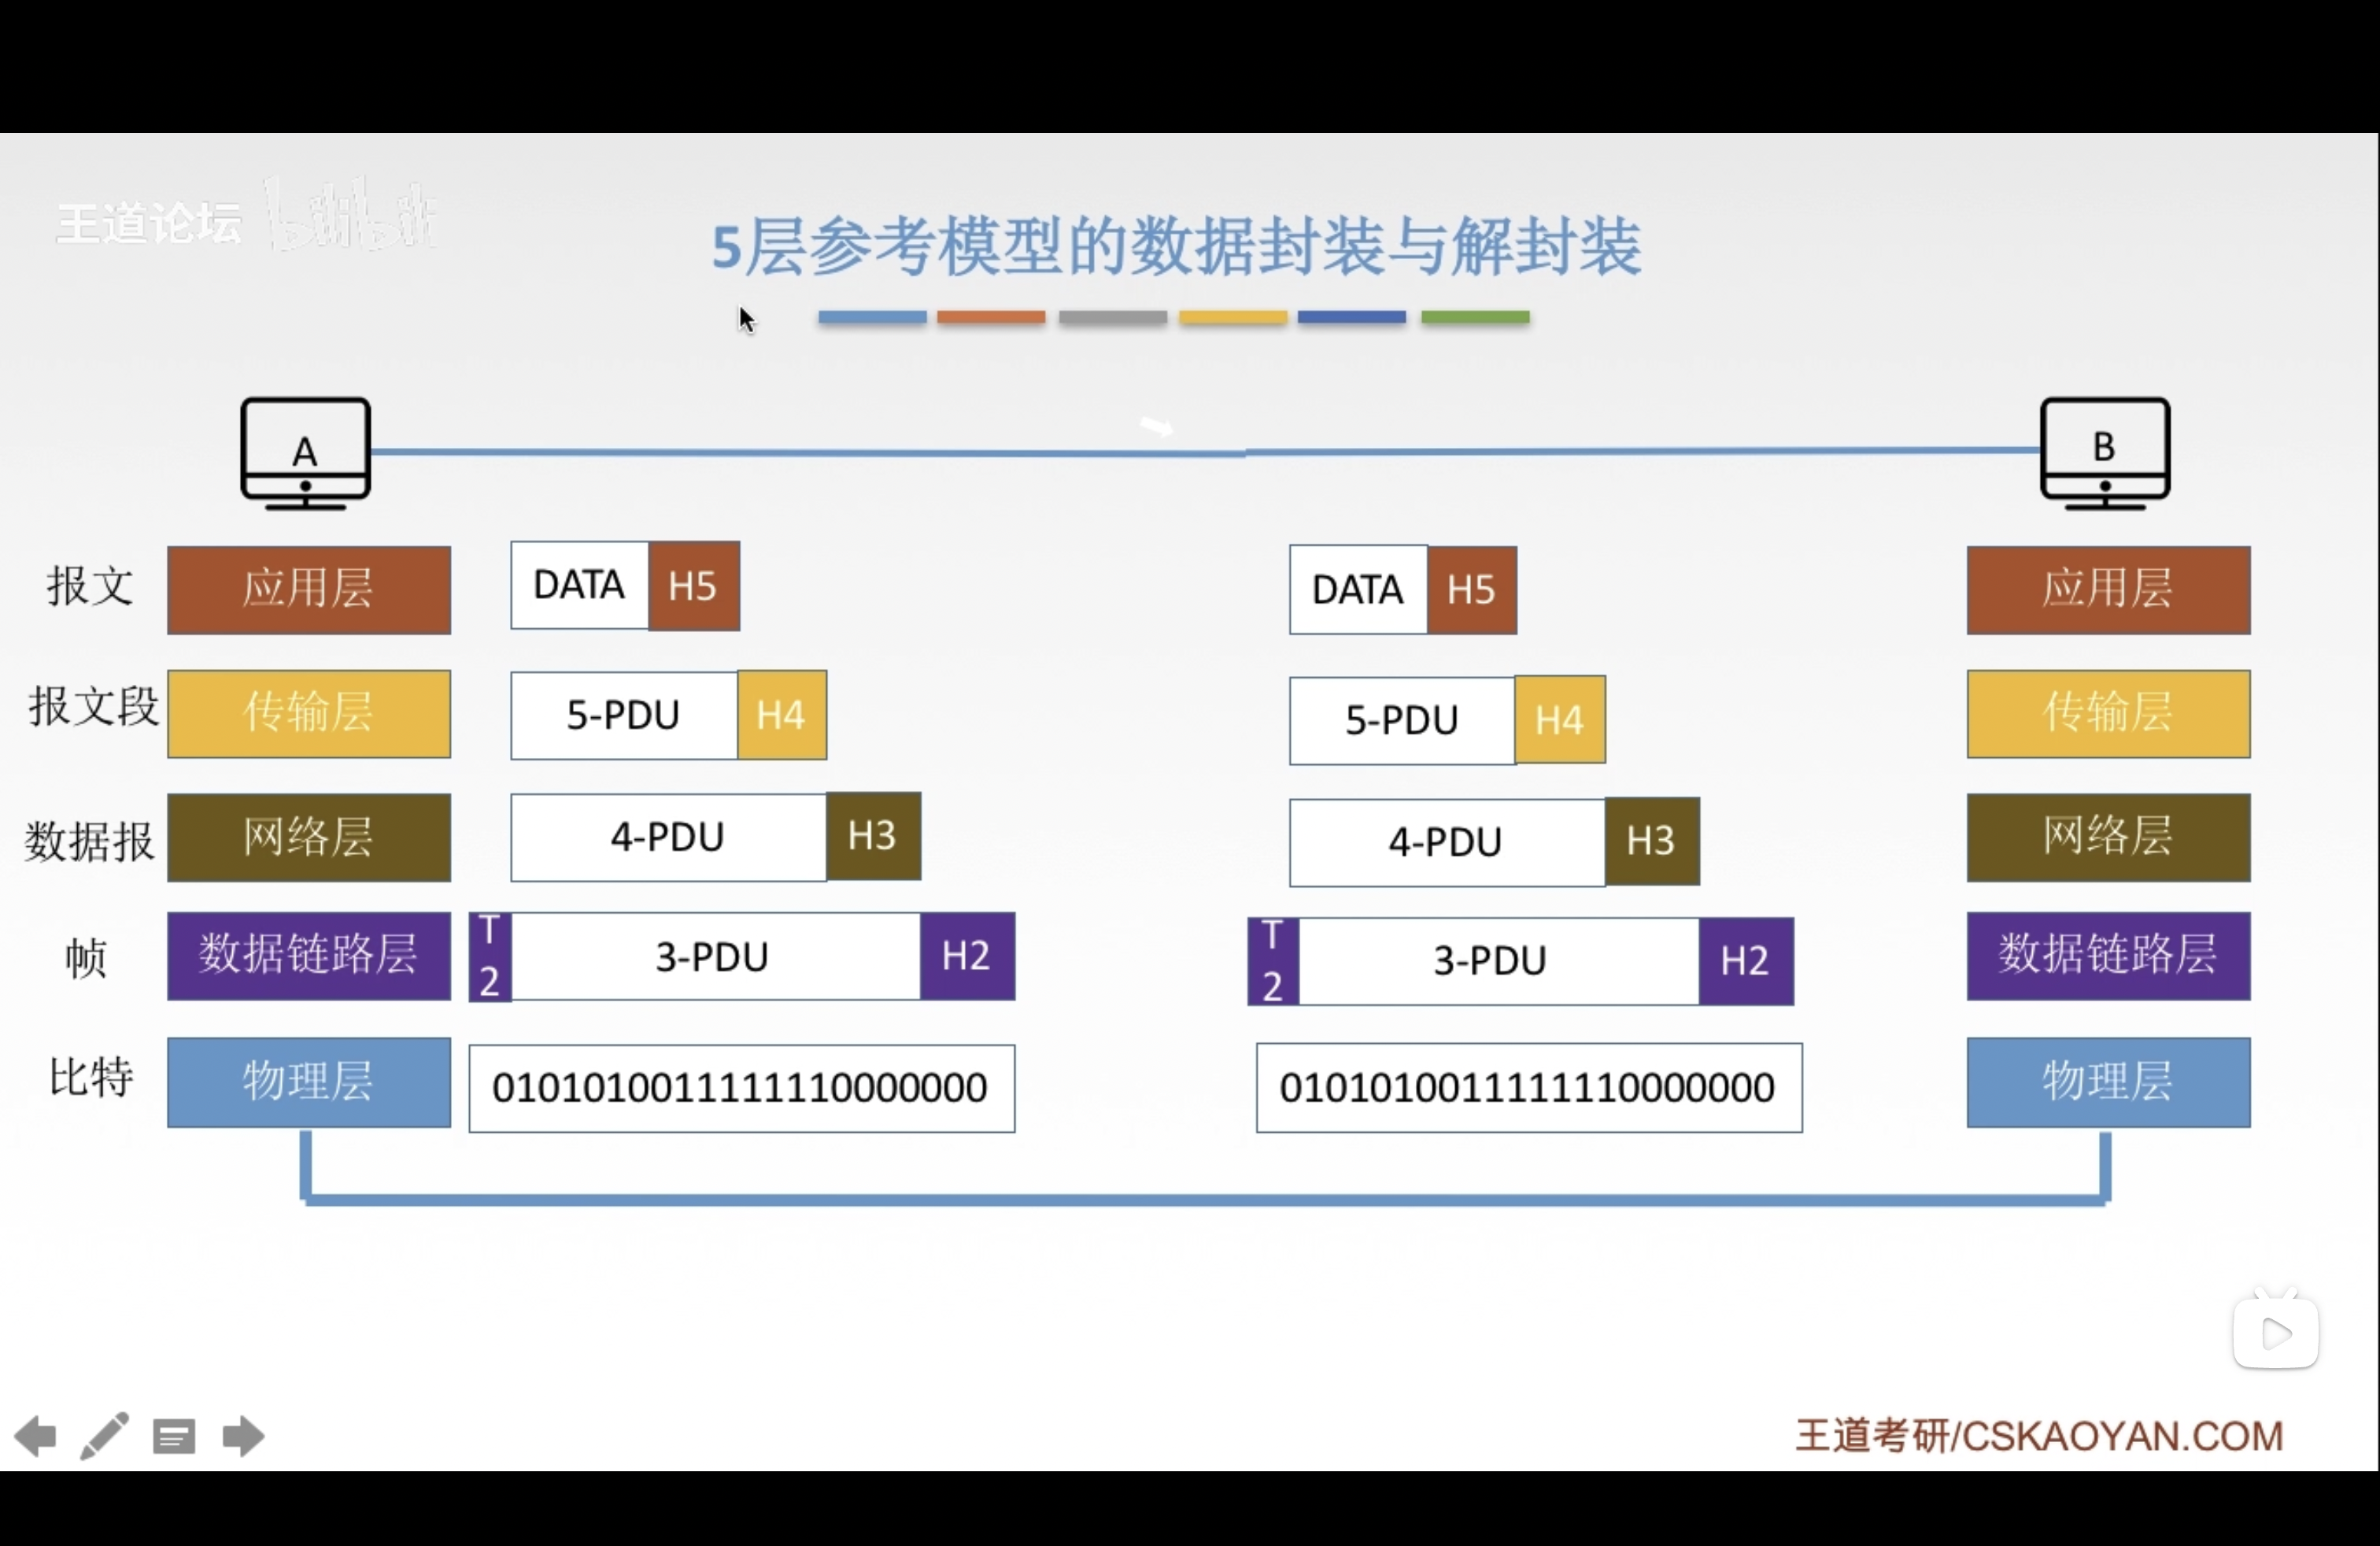 王道论坛 bilibili
5层参考模型的数据封装与解封装
A
B
报文 应用层 DATA H5 DATA H5 应用层
报文段 传输层 5-PDU H4 5-PDU H4 传输层
数据报 网络层 4-PDU H3 4-PDU H3 网络层
帧 数据链路层 T2 3-PDU H2 T2 3-PDU H2 数据链路层
比特 物理层 0101010011111110000000 0101010011111110000000 物理层
王道考研/CSKAOYAN.COM